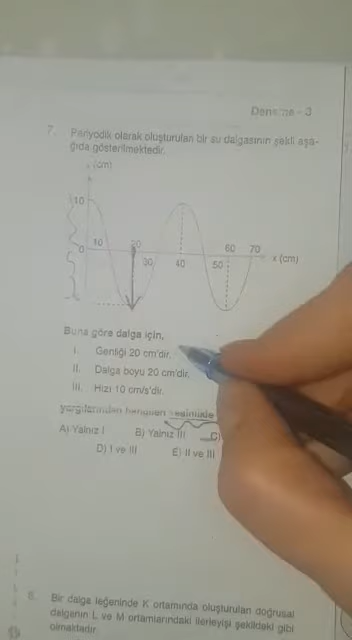 Deneme - 3
7. Periyodik olarak oluşturulan bir su dalgasının şekli aşa-
ğıda gösterilmektedir.
(cm)
10
0
10
20
30
40
50
60
70
x (cm)
Buna göre dalga için,
I. Genliği 20 cm'dir.
II. Dalga boyu 20 cm'dir.
III. Hızı 10 cm/s'dir.
yargılarından hangileri kesinlikle
A) Yalnız I B) Yalnız III C)
D) I ve III E) II ve III
8. Bir dalga leğeninde K ortamında oluşturulan doğrusal
dalganın L ve M ortamlarındaki ilerleyişi şekildeki gibi
olmaktadır.